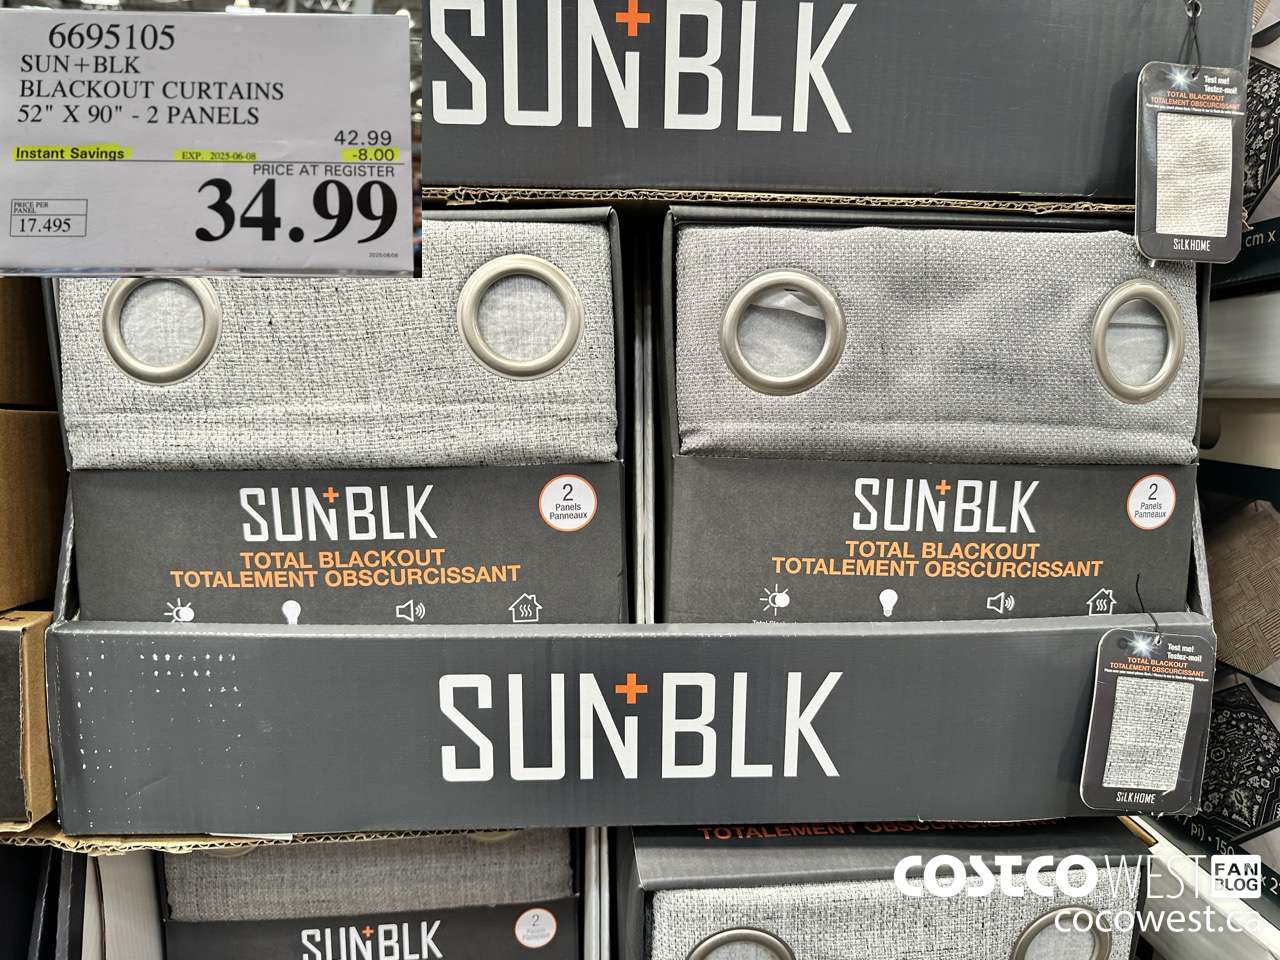 6695105
SUN+BLK
BLACKOUT CURTAINS
52" X 90" - 2 PANELS
42.99
Instant Savings EXP. 2025-06-08 -8.00
PRICE AT REGISTER
34.99
PRICE PER
PANEL
17.495
SUN+BLK
Test me!
Testez-moi!
TOTAL BLACKOUT
TOTALEMENT OBSCURCISSANT
SiLKHOME
cm x
SUN+BLK
2
Panels
Panneaux
TOTAL BLACKOUT
TOTALEMENT OBSCURCISSANT
SUN+BLK
2
Panels
Panneaux
TOTAL BLACKOUT
TOTALEMENT OBSCURCISSANT
SUN+BLK
Test me!
Testez-moi!
TOTAL BLACKOUT
TOTALEMENT OBSCURCISSANT
SiLKHOME
TOTALEMENT OBSCURCISSANT
SUN+BLK
2
Panels
Panneaux
COSTCO WEST FAN BLOG
cocowest.ca